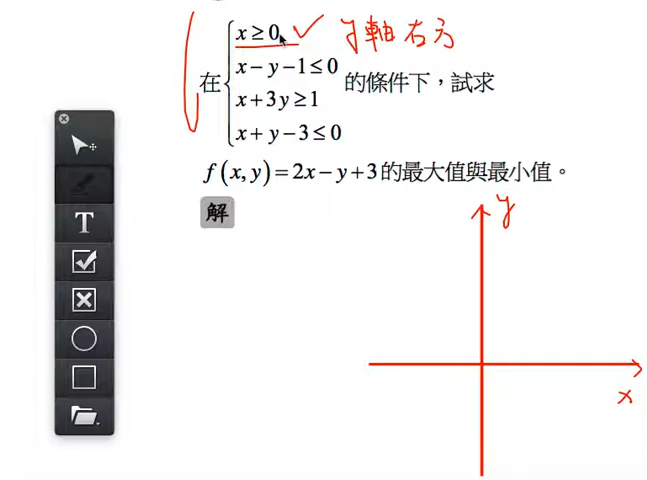 x ≥ 0 y軸右方
x − y − 1 ≤ 0
在 x + 3y ≥ 1 的條件下，試求
x + y − 3 ≤ 0
f(x, y) = 2x − y + 3的最大值與最小值。
解
y
x
T